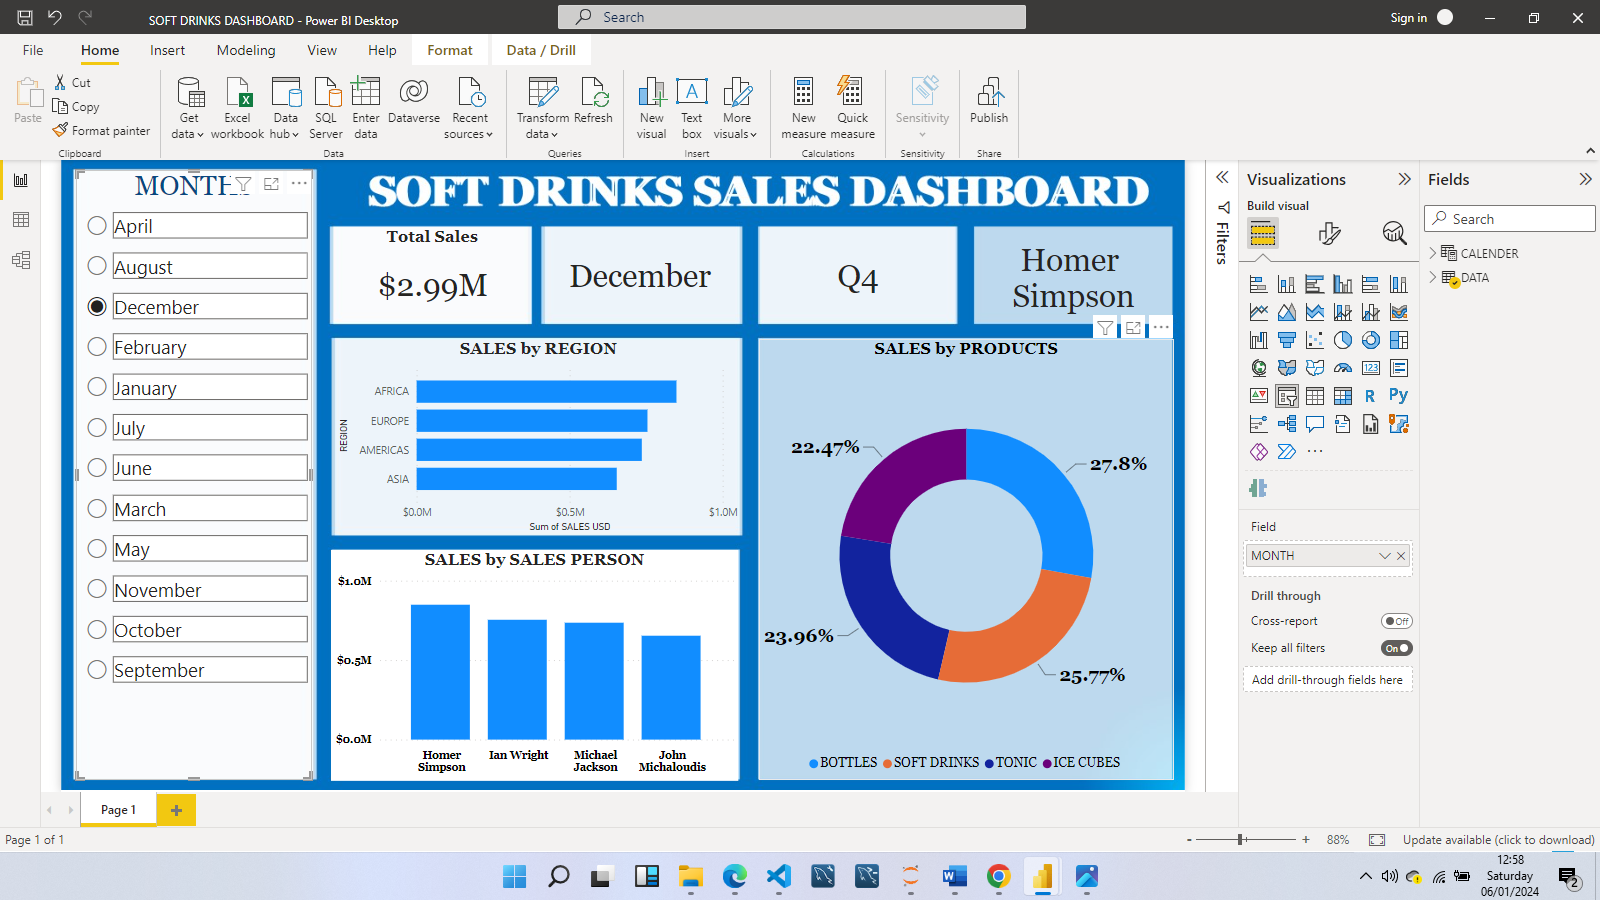 SOFT DRINKS DASHBOARD - Power BI Desktop
Search
Sign in
File
Home
Insert
Modeling
View
Help
Format
Data / Drill
Paste
Cut
Copy
Format painter
Clipboard
Get data
Excel workbook
Data hub
SQL Server
Enter data
Dataverse
Recent sources
Data
Transform data
Refresh
Queries
New visual
Text box
More visuals
Insert
New measure
Quick measure
Calculations
Sensitivity
Sensitivity
Publish
Share
MONTH
April
August
December
February
January
July
June
March
May
November
October
September
SOFT DRINKS SALES DASHBOARD
Total Sales
$2.99M
December
Q4
Homer
Simpson
SALES by REGION
REGION
AFRICA
EUROPE
AMERICAS
ASIA
$0.0M
$0.5M
$1.0M
Sum of SALES USD
SALES by SALES PERSON
$1.0M
$0.5M
$0.0M
Homer
Simpson
Ian Wright
Michael
Jackson
John
Michaloudis
SALES by PRODUCTS
22.47%
27.8%
23.96%
25.77%
BOTTLES
SOFT DRINKS
TONIC
ICE CUBES
Filters
Visualizations
Build visual
123
R
Py
Field
MONTH
Drill through
Cross-report
Off
Keep all filters
On
Add drill-through fields here
Fields
Search
CALENDER
DATA
Page 1
Page 1 of 1
88%
Update available (click to download)
12:58
Saturday
06/01/2024
2